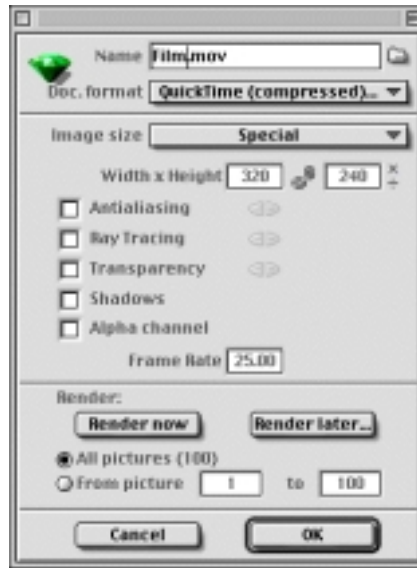 Name Film.mov
Doc. format QuickTime (compressed)...
Image size Special
Width x Height 320 240
Antialiasing
Ray Tracing
Transparency
Shadows
Alpha channel
Frame Rate 25.00
Render:
Render now Render later...
All pictures (100)
From picture 1 to 100
Cancel OK